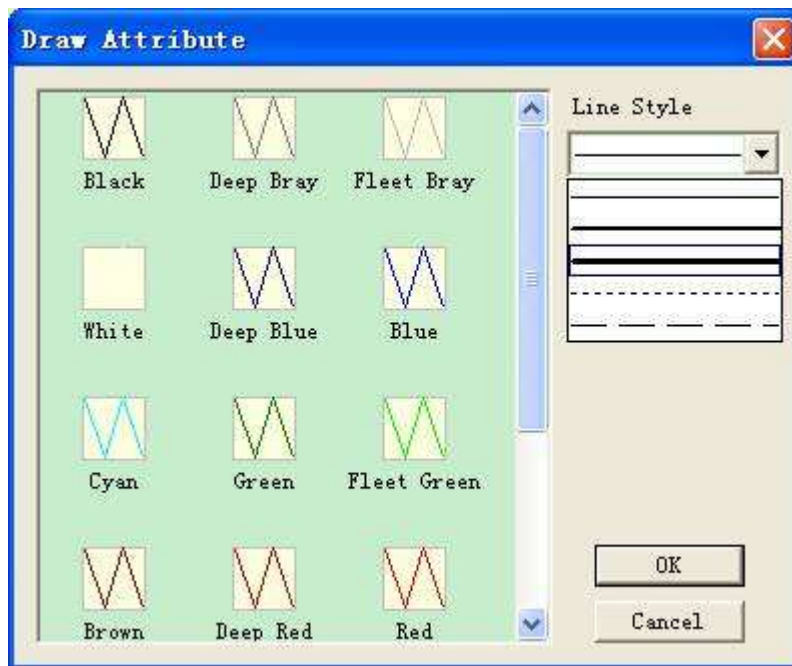 Draw Attribute
Line Style
Black Deep Bray Fleet Bray
White Deep Blue Blue
Cyan Green Fleet Green
Brown Deep Red Red
OK
Cancel